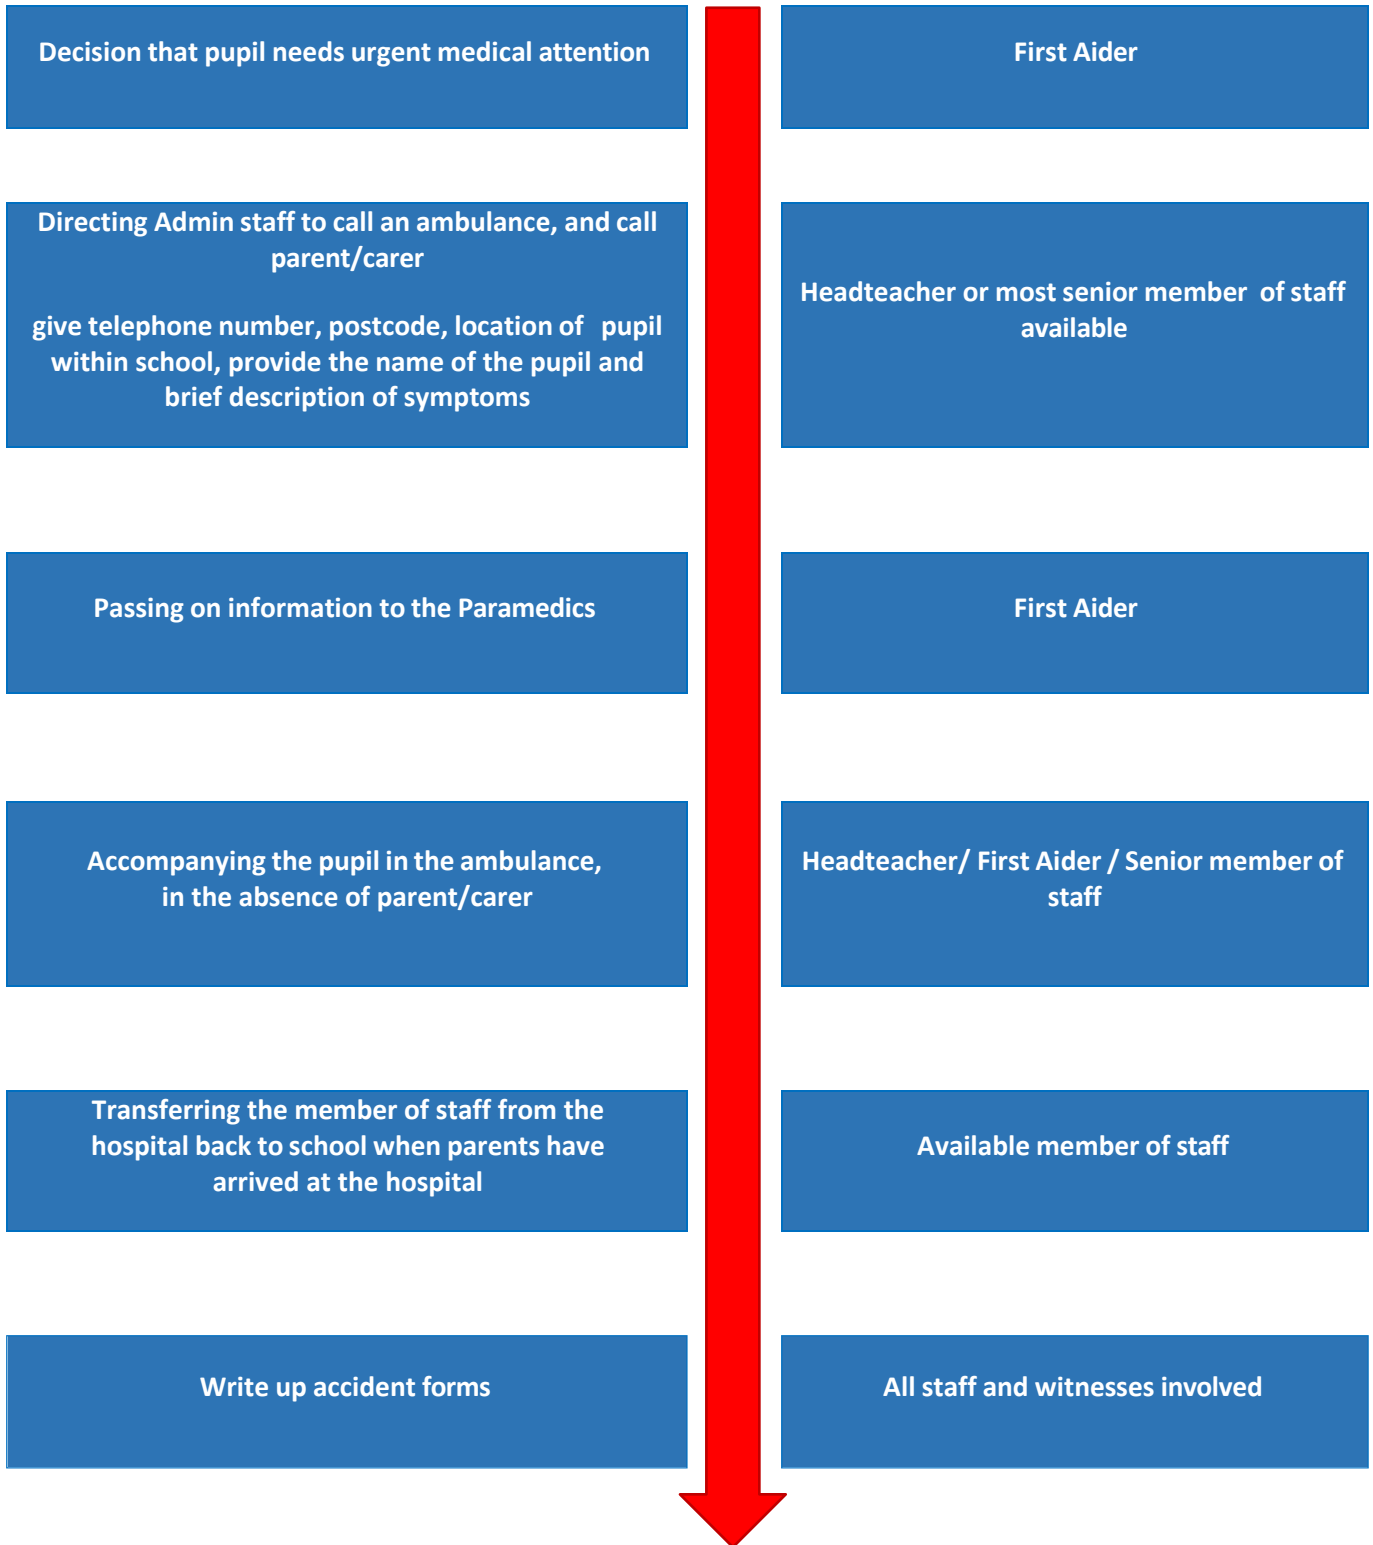 Decision that pupil needs urgent medical attention
First Aider
Directing Admin staff to call an ambulance, and call
parent/carer
give telephone number, postcode, location of pupil
within school, provide the name of the pupil and
brief description of symptoms
Headteacher or most senior member of staff
available
Passing on information to the Paramedics
First Aider
Accompanying the pupil in the ambulance,
in the absence of parent/carer
Headteacher/ First Aider / Senior member of
staff
Transferring the member of staff from the
hospital back to school when parents have
arrived at the hospital
Available member of staff
Write up accident forms
All staff and witnesses involved